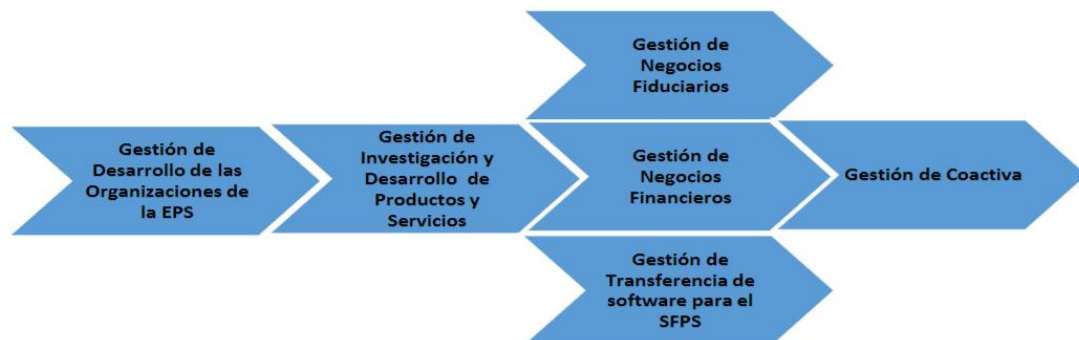 Gestión de
Desarrollo de las
Organizaciones de
la EPS
Gestión de
Investigación y
Desarrollo de
Productos y
Servicios
Gestión de
Negocios
Fiduciarios
Gestión de
Negocios
Financieros
Gestión de
Transferencia de
software para el
SFPS
Gestión de Coactiva